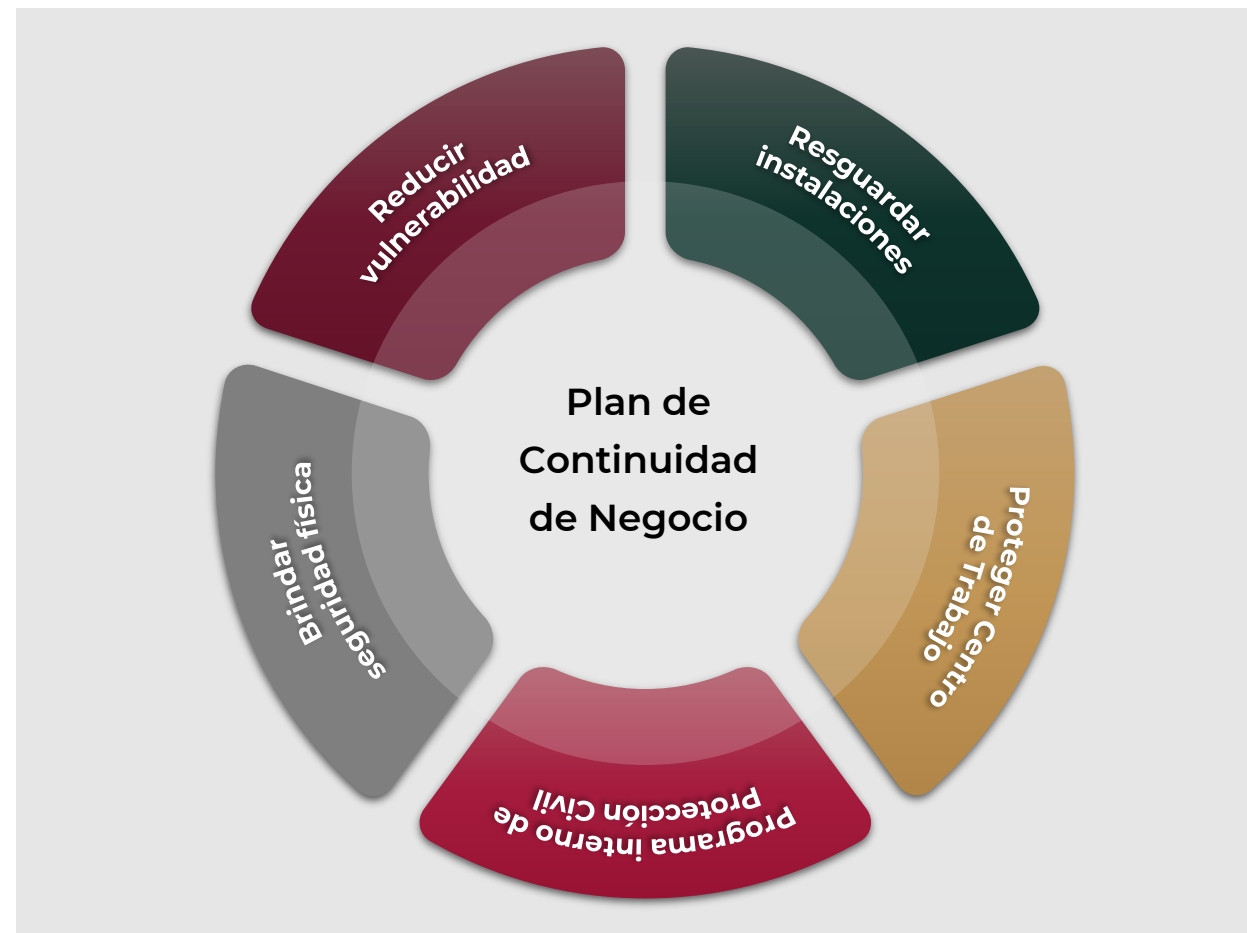 Reducir
vulnerabilidad
Resguardar
instalaciones
Proteger Centro
de Trabajo
Programa interno de
Protección Civil
Brindar
seguridad física
Plan de
Continuidad
de Negocio